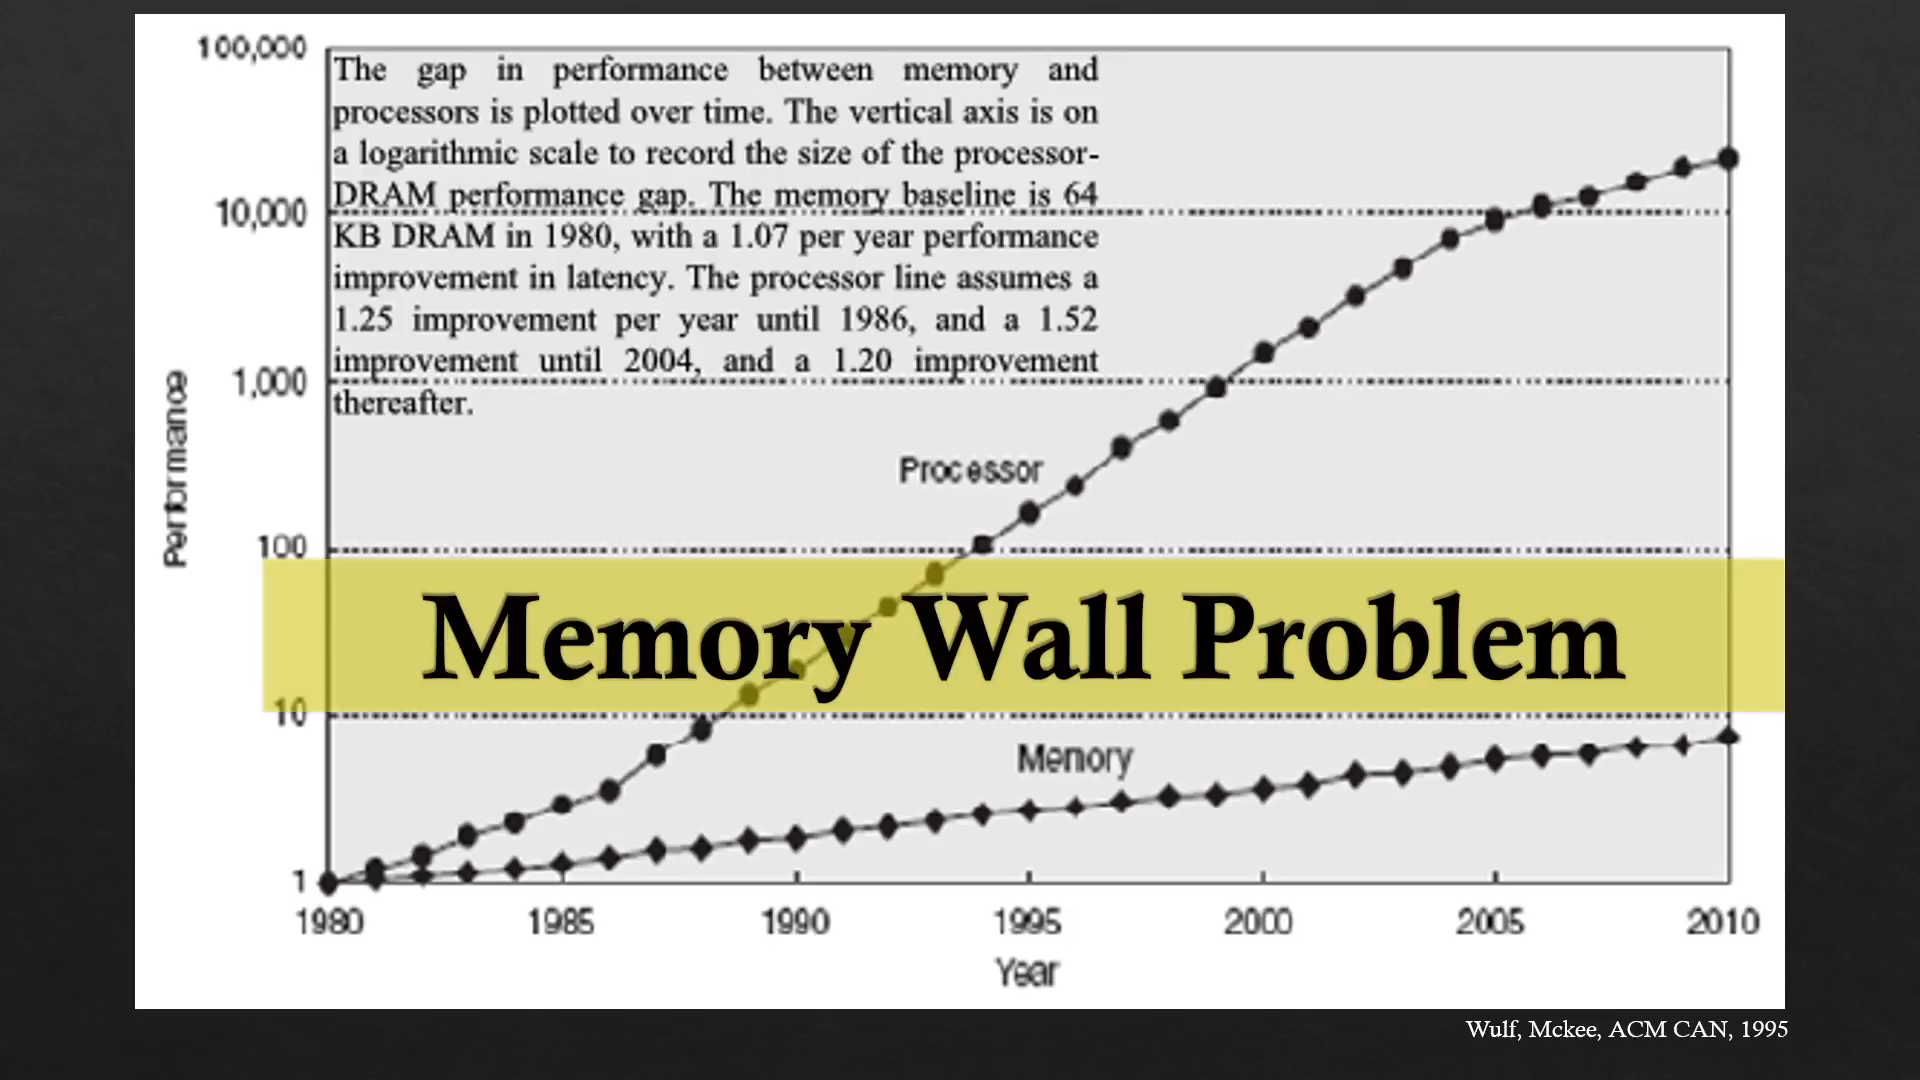 100,000
The gap in performance between memory and
processors is plotted over time. The vertical axis is on
a logarithmic scale to record the size of the processor-
DRAM performance gap. The memory baseline is 64
10,000
KB DRAM in 1980, with a 1.07 per year performance
improvement in latency. The processor line assumes a
1.25 improvement per year until 1986, and a 1.52
improvement until 2004, and a 1.20 improvement
1,000
thereafter.
Performance
Processor
100
Memory Wall Problem
10
Memory
1
1980 1985 1990 1995 2000 2005 2010
Year
Wulf, Mckee, ACM CAN, 1995